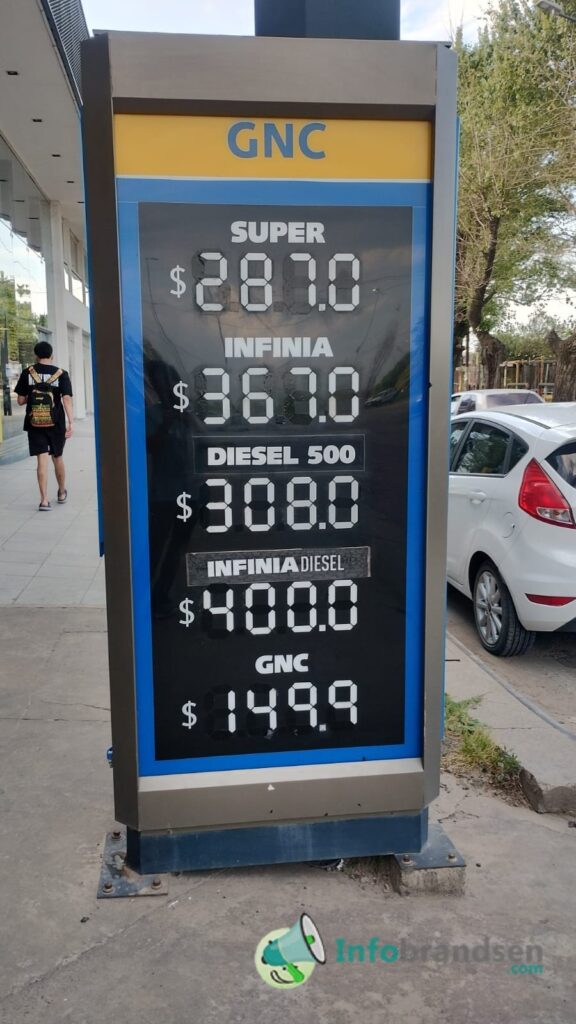 GNC
SUPER
$287.0
INFINIA
$367.0
DIESEL 500
$308.0
INFINIA DIESEL
$400.0
GNC
$149.9
Infobrandsen
.com